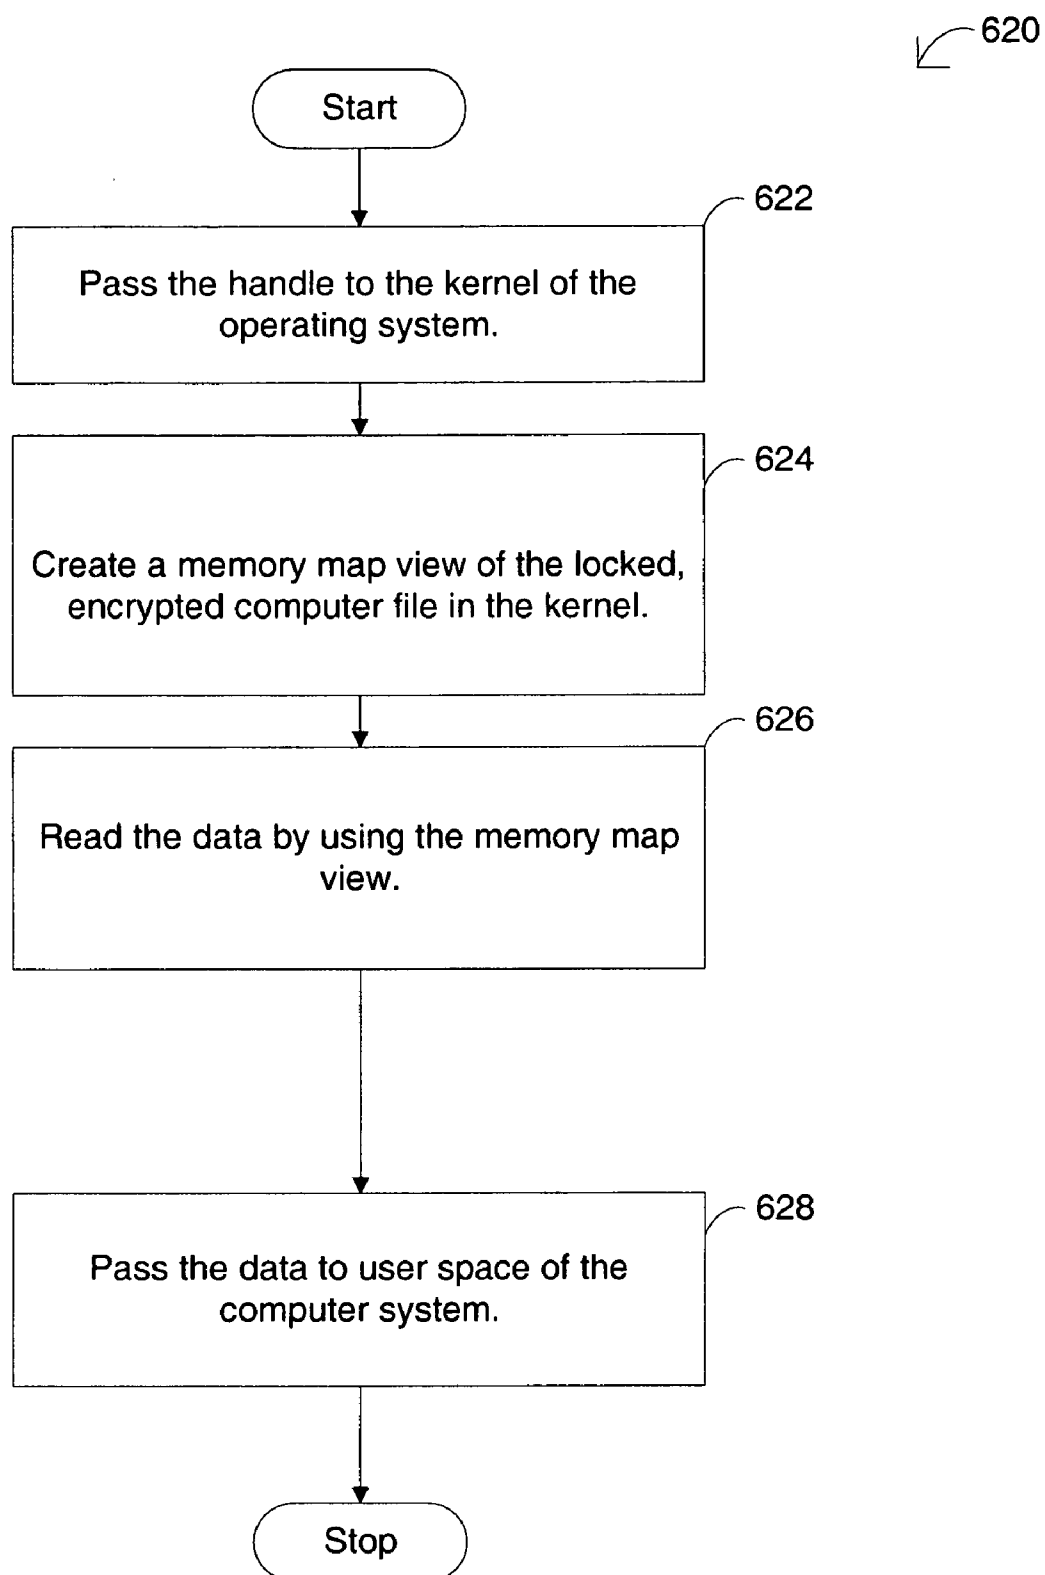 620
Start
622
Pass the handle to the kernel of the
operating system.
624
Create a memory map view of the locked,
encrypted computer file in the kernel.
626
Read the data by using the memory map
view.
628
Pass the data to user space of the
computer system.
Stop